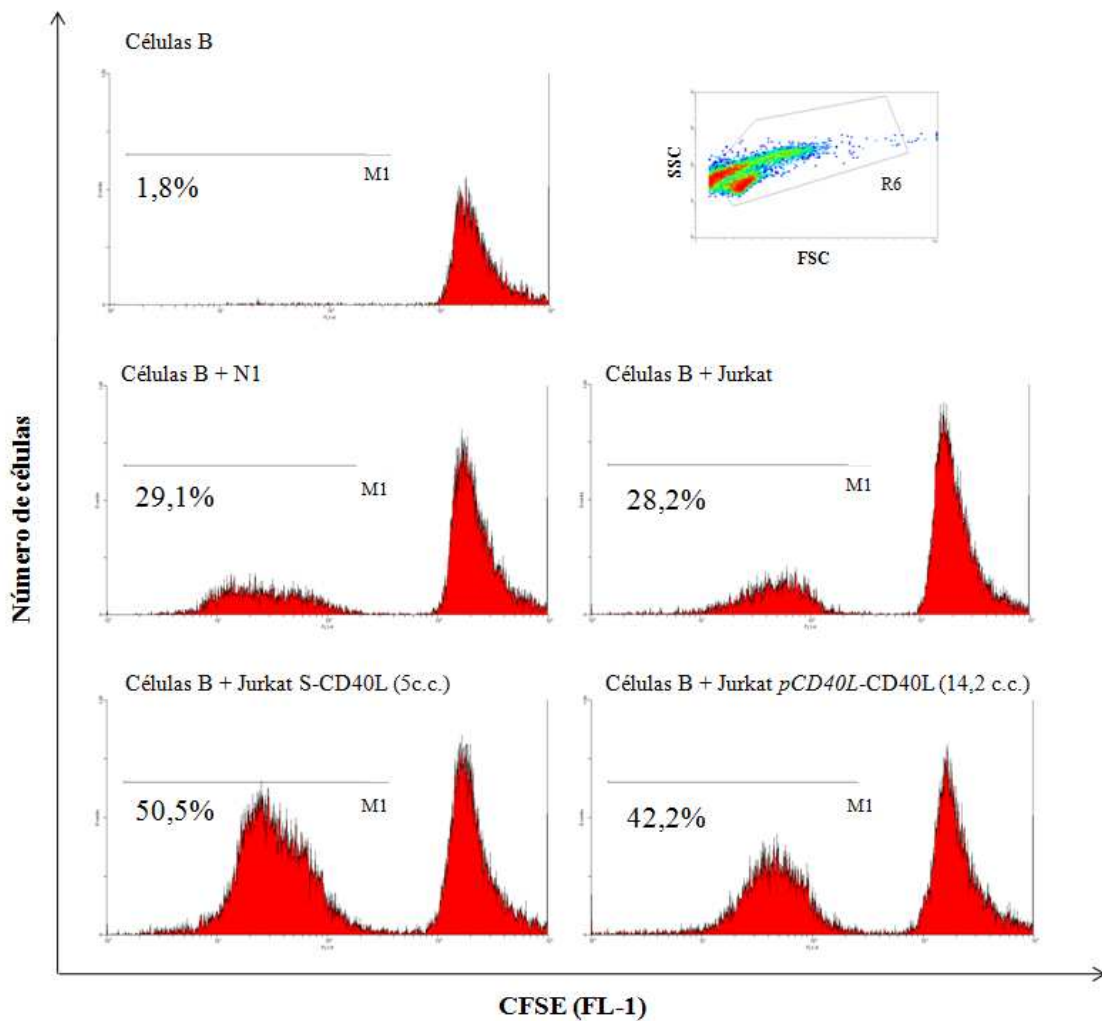 Células B
M1
1,8%
SSC
R6
FSC
Células B + N1
M1
29,1%
Células B + Jurkat
M1
28,2%
Número de células
Células B + Jurkat S-CD40L (5c.c.)
M1
50,5%
Células B + Jurkat pCD40L-CD40L (14,2 c.c.)
M1
42,2%
CFSE (FL-1)